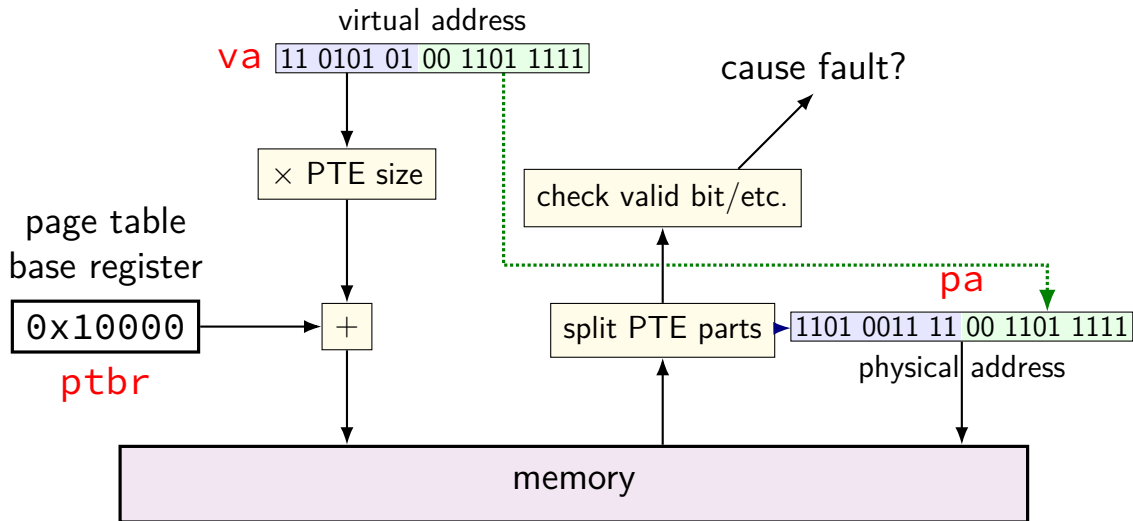 virtual address
va
11 0101 01 00 1101 1111
cause fault?
× PTE size
check valid bit/etc.
page table
base register
0x10000
ptbr
+
split PTE parts
pa
1101 0011 11 00 1101 1111
physical address
memory